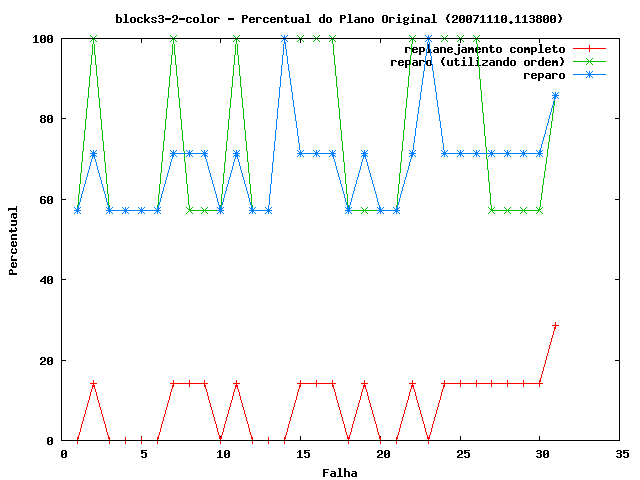 blocks3-2-color - Percentual do Plano Original (20071110.113800)
replanejamento completo
reparo (utilizando ordem)
reparo
100
80
60
40
20
0
Percentual
0 5 10 15 20 25 30 35
Falha